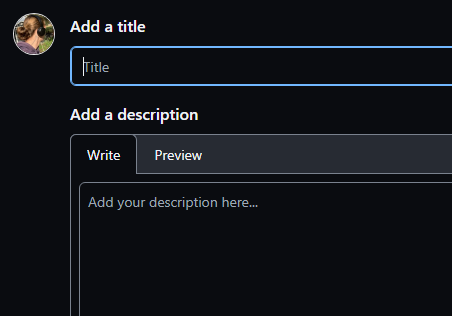 Add a title
Title
Add a description
Write
Preview
Add your description here...